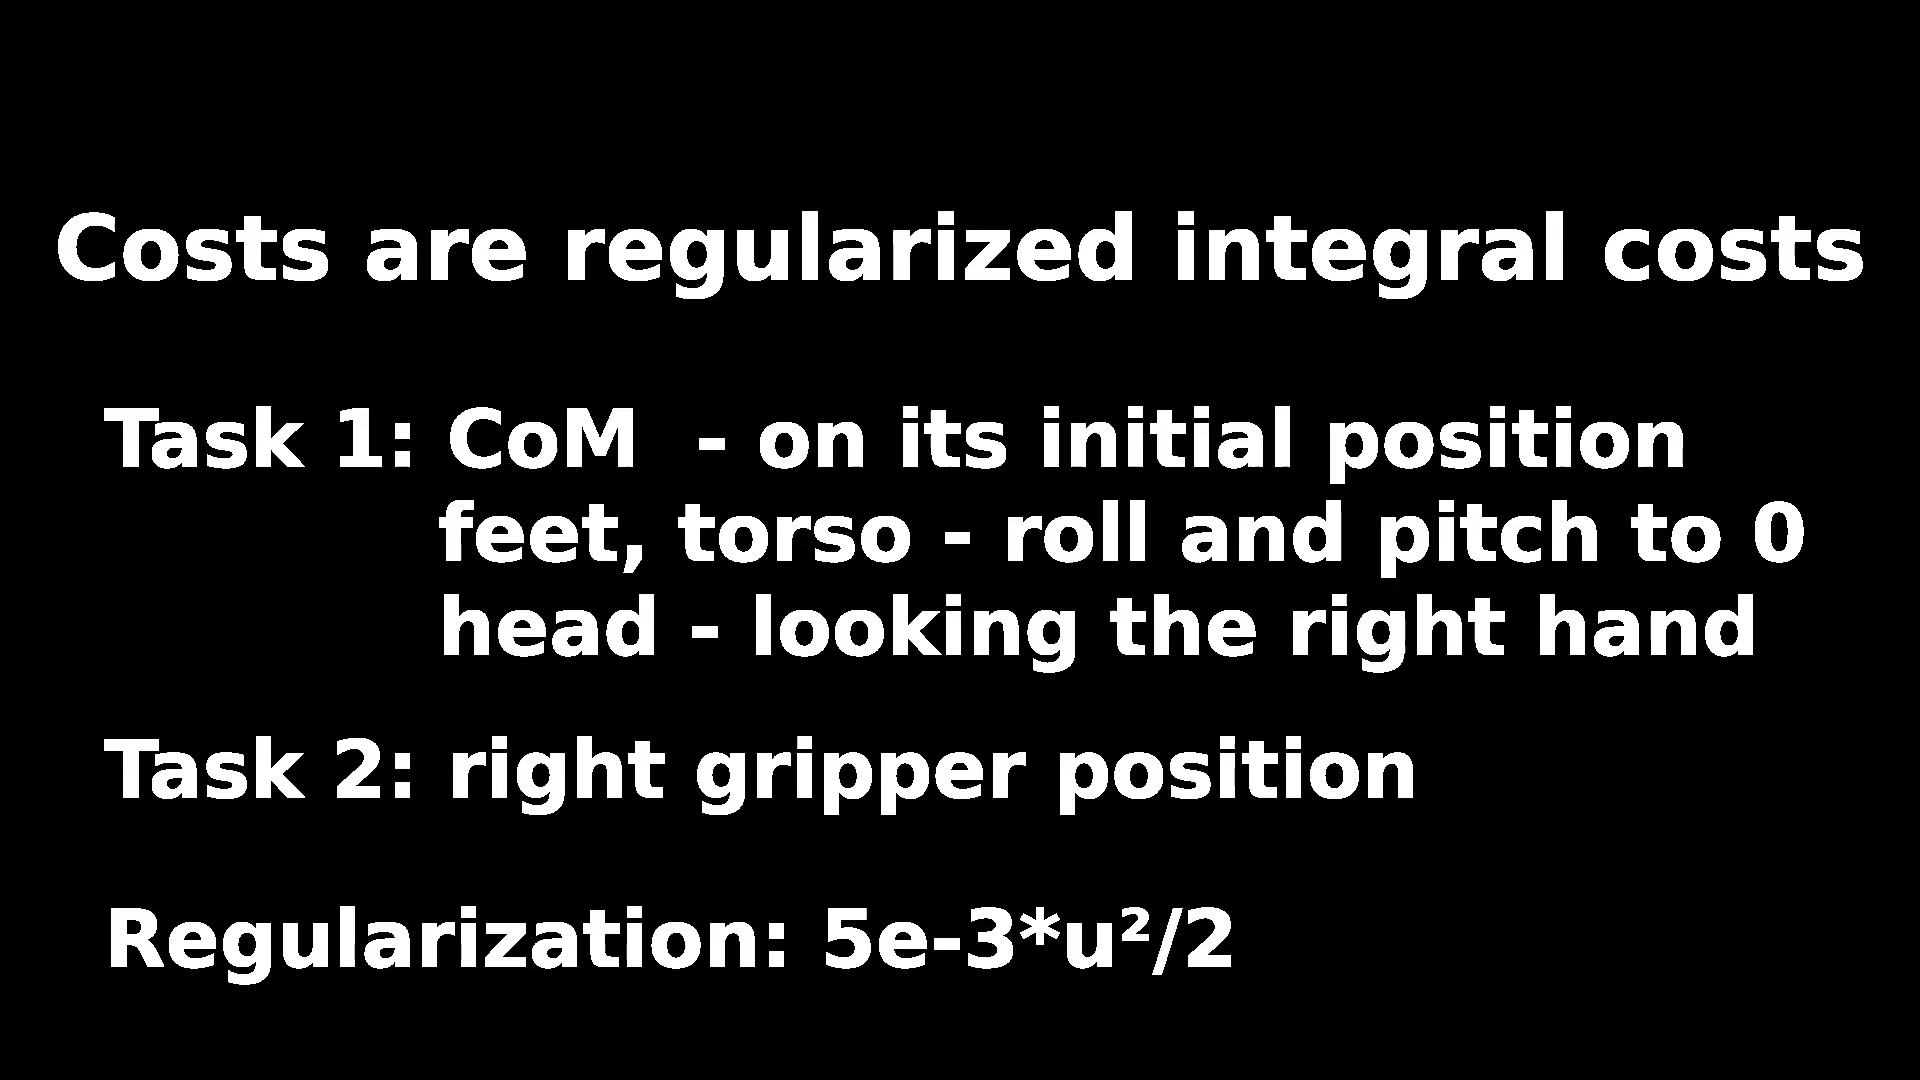 Costs are regularized integral costs
Task 1: CoM - on its initial position
feet, torso - roll and pitch to 0
head - looking the right hand
Task 2: right gripper position
Regularization: 5e-3*u²/2